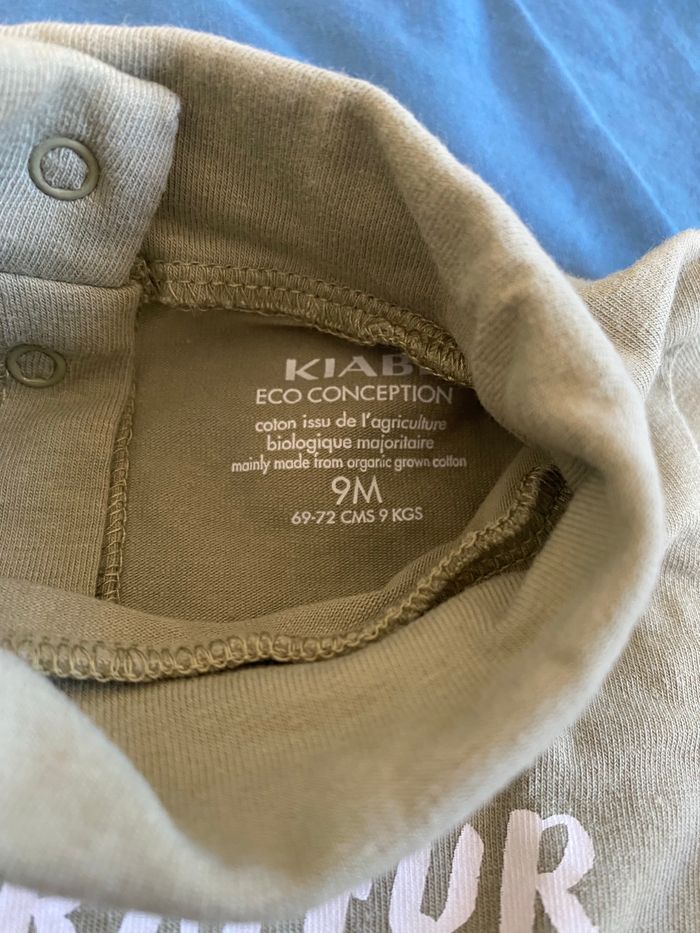 KIABI
ECO CONCEPTION
coton issu de l'agriculture
biologique majoritaire
mainly made from organic grown cotton
9M
69-72 CMS 9 KGS